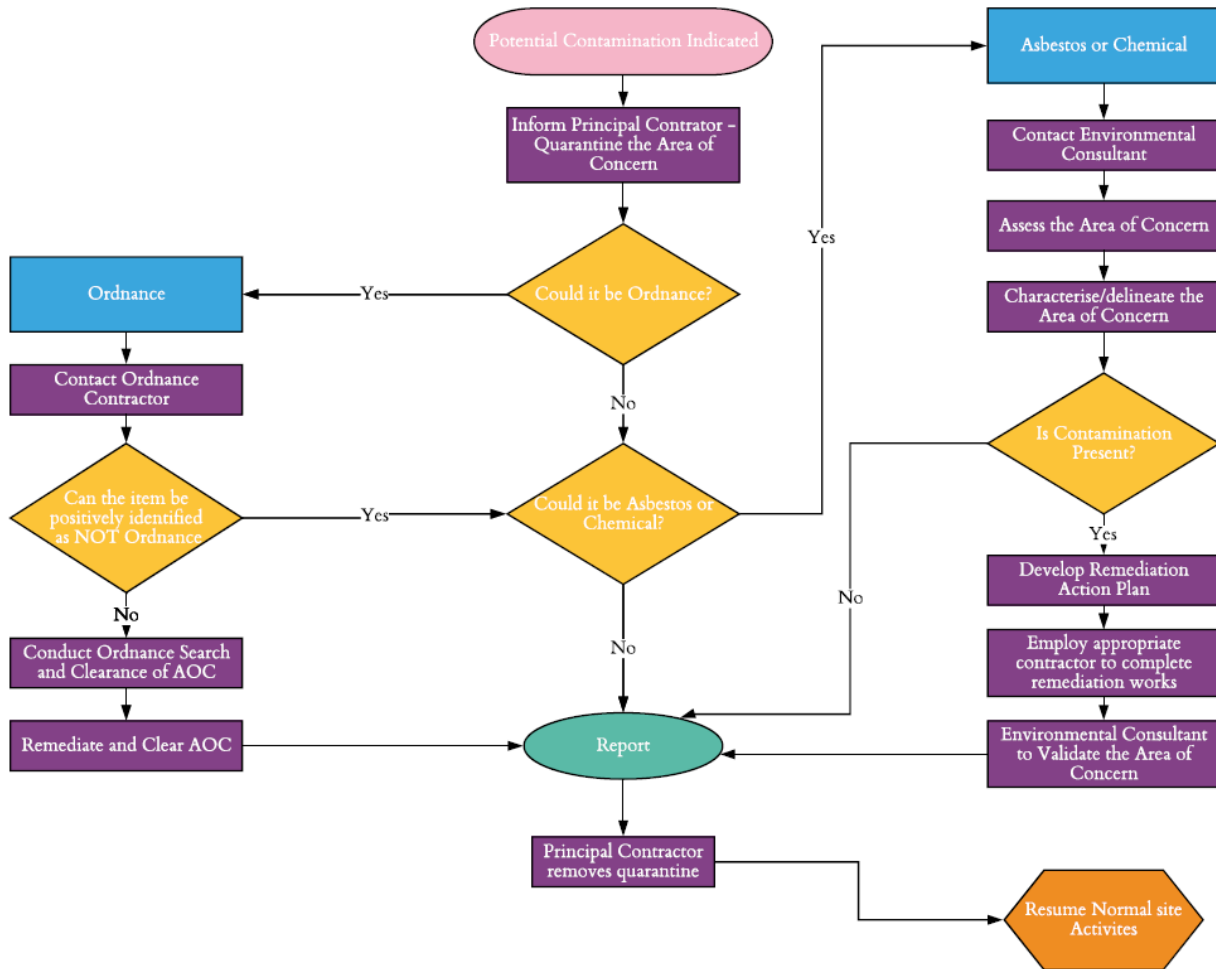 Potential Contamination Indicated
Inform Principal Contrator -
Quarantine the Area of
Concern
Could it be Ordnance?
Yes
Ordnance
Contact Ordnance
Contractor
Can the item be
positively identified
as NOT Ordnance
Yes
No
Conduct Ordnance Search
and Clearance of AOC
Remediate and Clear AOC
No
Could it be Asbestos or
Chemical?
Yes
No
Asbestos or Chemical
Contact Environmental
Consultant
Assess the Area of Concern
Characterise/delineate the
Area of Concern
Is Contamination
Present?
No
Yes
Develop Remediation
Action Plan
Employ appropriate
contractor to complete
remediation works
Environmental Consultant
to Validate the Area of
Concern
Report
Principal Contractor
removes quarantine
Resume Normal site
Activites